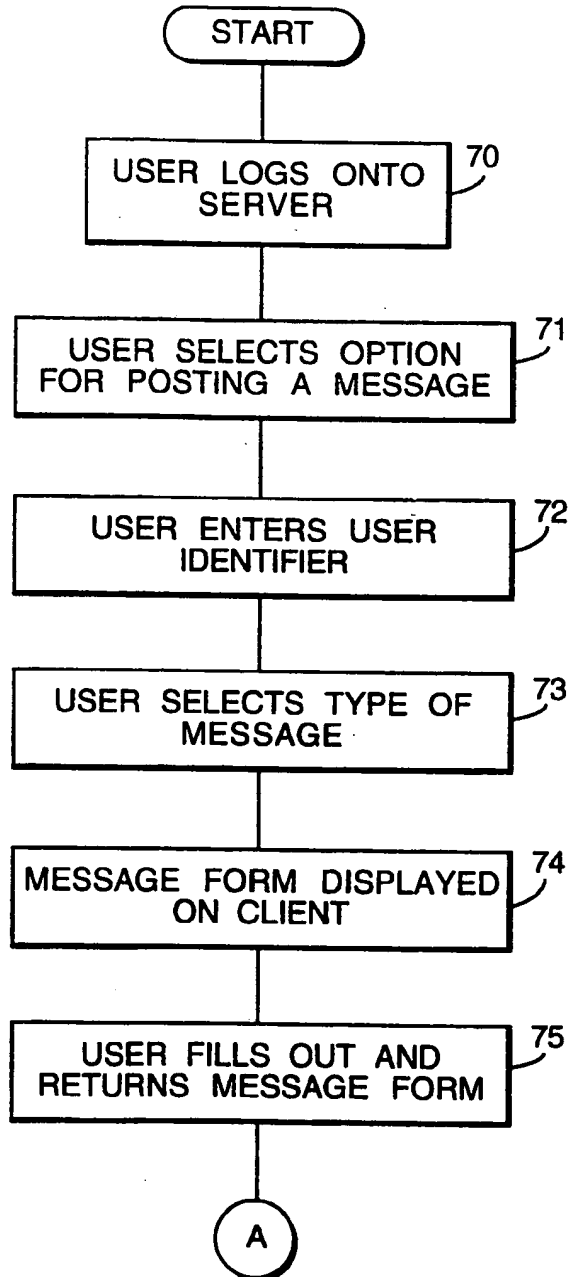 START
70
USER LOGS ONTO
SERVER
71
USER SELECTS OPTION
FOR POSTING A MESSAGE
72
USER ENTERS USER
IDENTIFIER
73
USER SELECTS TYPE OF
MESSAGE
74
MESSAGE FORM DISPLAYED
ON CLIENT
75
USER FILLS OUT AND
RETURNS MESSAGE FORM
A